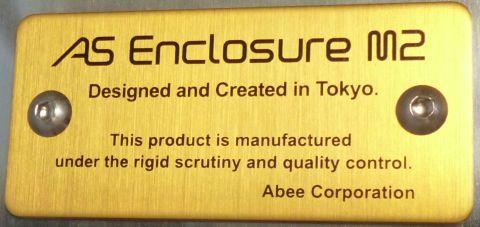 AS Enclosure M2
Designed and Created in Tokyo.
This product is manufactured
under the rigid scrutiny and quality control.
Abee Corporation